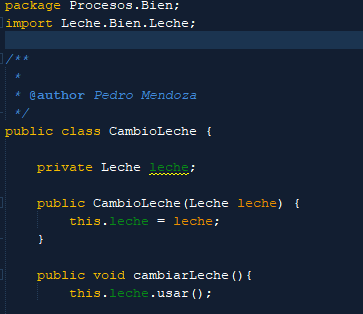 package Procesos.Bien;
import Leche.Bien.Leche;
/**
 *
 * @author Pedro Mendoza
 */
public class CambioLeche {
    private Leche leche;
    public CambioLeche(Leche leche) {
        this.leche = leche;
    }
    public void cambiarLeche(){
        this.leche.usar();